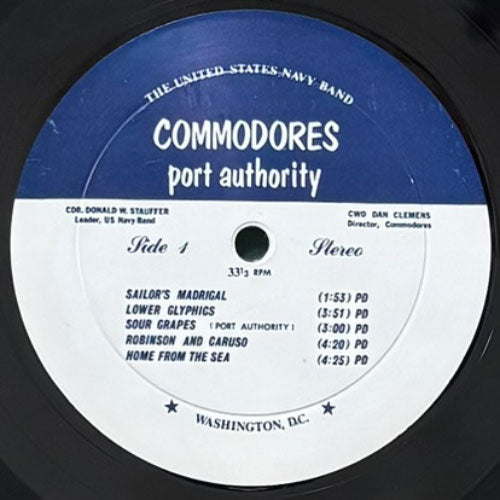 THE UNITED STATES NAVY BAND
COMMODORES
port authority
CDR. DONALD W. STAUFFER
Leader, US Navy Band
CWO DAN CLEMENS
Director, Commodores
Side 1
Stereo
33⅓ RPM
SAILOR'S MADRIGAL (1:53) PD
LOWER GLYPHICS (3:51) PD
SOUR GRAPES (PORT AUTHORITY) (3:00) PD
ROBINSON AND CARUSO (4:20) PD
HOME FROM THE SEA (4:25) PD
★ WASHINGTON, D.C. ★